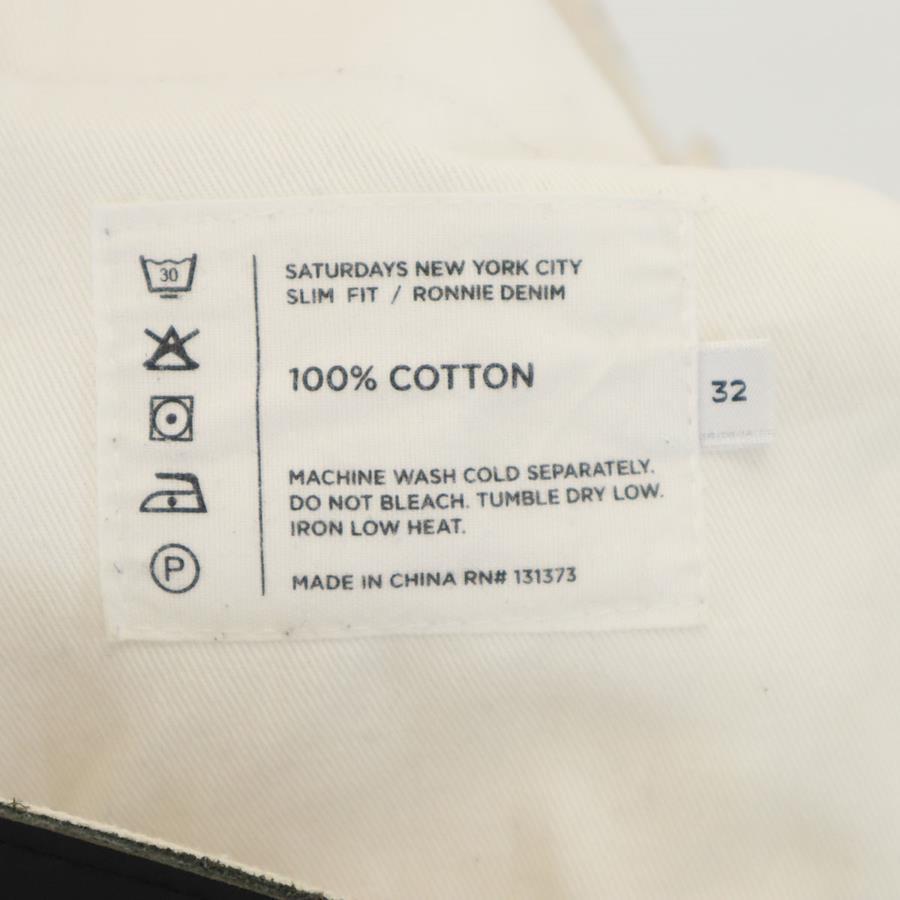 30
SATURDAYS NEW YORK CITY
SLIM FIT / RONNIE DENIM
100% COTTON
32
MACHINE WASH COLD SEPARATELY.
DO NOT BLEACH. TUMBLE DRY LOW.
IRON LOW HEAT.
P
MADE IN CHINA RN# 131373